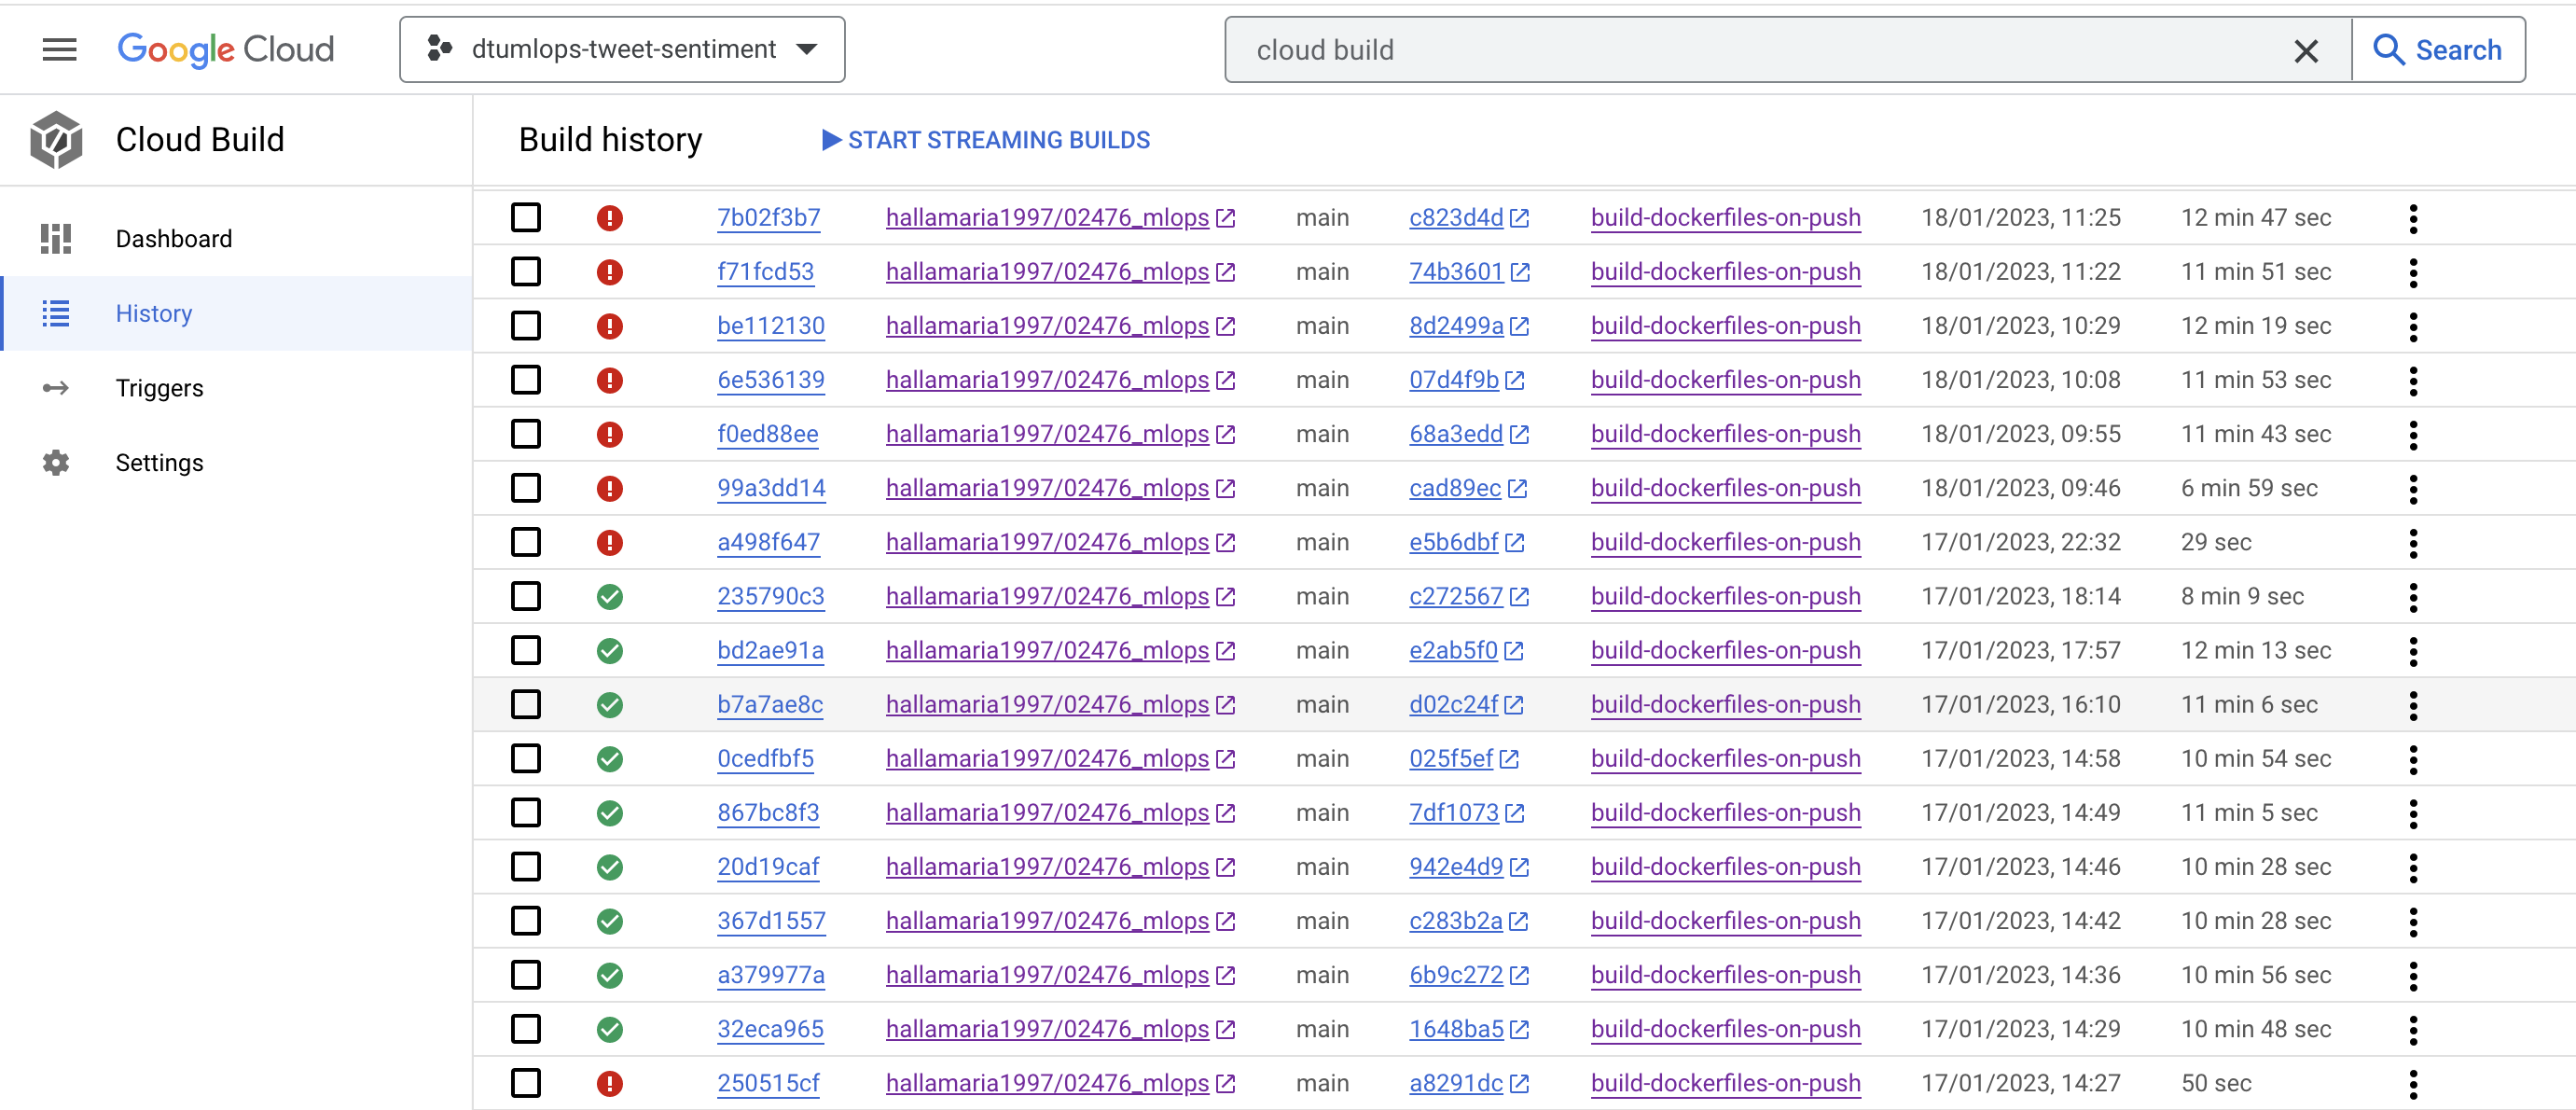 Google Cloud dtumlops-tweet-sentiment cloud build Search
Cloud Build Build history START STREAMING BUILDS
Dashboard
History
Triggers
Settings
7b02f3b7 hallamaria1997/02476_mlops main c823d4d build-dockerfiles-on-push 18/01/2023, 11:25 12 min 47 sec
f71fcd53 hallamaria1997/02476_mlops main 74b3601 build-dockerfiles-on-push 18/01/2023, 11:22 11 min 51 sec
be112130 hallamaria1997/02476_mlops main 8d2499a build-dockerfiles-on-push 18/01/2023, 10:29 12 min 19 sec
6e536139 hallamaria1997/02476_mlops main 07d4f9b build-dockerfiles-on-push 18/01/2023, 10:08 11 min 53 sec
f0ed88ee hallamaria1997/02476_mlops main 68a3edd build-dockerfiles-on-push 18/01/2023, 09:55 11 min 43 sec
99a3dd14 hallamaria1997/02476_mlops main cad89ec build-dockerfiles-on-push 18/01/2023, 09:46 6 min 59 sec
a498f647 hallamaria1997/02476_mlops main e5b6dbf build-dockerfiles-on-push 17/01/2023, 22:32 29 sec
235790c3 hallamaria1997/02476_mlops main c272567 build-dockerfiles-on-push 17/01/2023, 18:14 8 min 9 sec
bd2ae91a hallamaria1997/02476_mlops main e2ab5f0 build-dockerfiles-on-push 17/01/2023, 17:57 12 min 13 sec
b7a7ae8c hallamaria1997/02476_mlops main d02c24f build-dockerfiles-on-push 17/01/2023, 16:10 11 min 6 sec
0cedfbf5 hallamaria1997/02476_mlops main 025f5ef build-dockerfiles-on-push 17/01/2023, 14:58 10 min 54 sec
867bc8f3 hallamaria1997/02476_mlops main 7df1073 build-dockerfiles-on-push 17/01/2023, 14:49 11 min 5 sec
20d19caf hallamaria1997/02476_mlops main 942e4d9 build-dockerfiles-on-push 17/01/2023, 14:46 10 min 28 sec
367d1557 hallamaria1997/02476_mlops main c283b2a build-dockerfiles-on-push 17/01/2023, 14:42 10 min 28 sec
a379977a hallamaria1997/02476_mlops main 6b9c272 build-dockerfiles-on-push 17/01/2023, 14:36 10 min 56 sec
32eca965 hallamaria1997/02476_mlops main 1648ba5 build-dockerfiles-on-push 17/01/2023, 14:29 10 min 48 sec
250515cf hallamaria1997/02476_mlops main a8291dc build-dockerfiles-on-push 17/01/2023, 14:27 50 sec